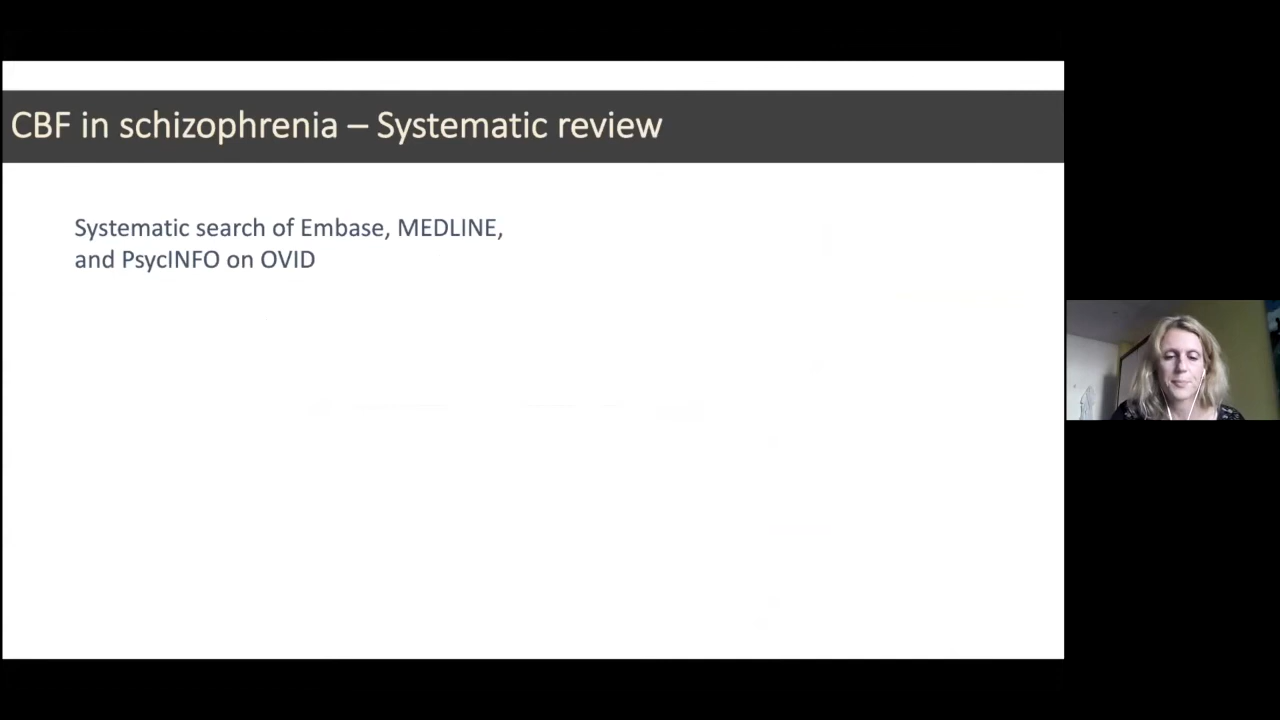 CBF in schizophrenia – Systematic review
Systematic search of Embase, MEDLINE,
and PsycINFO on OVID